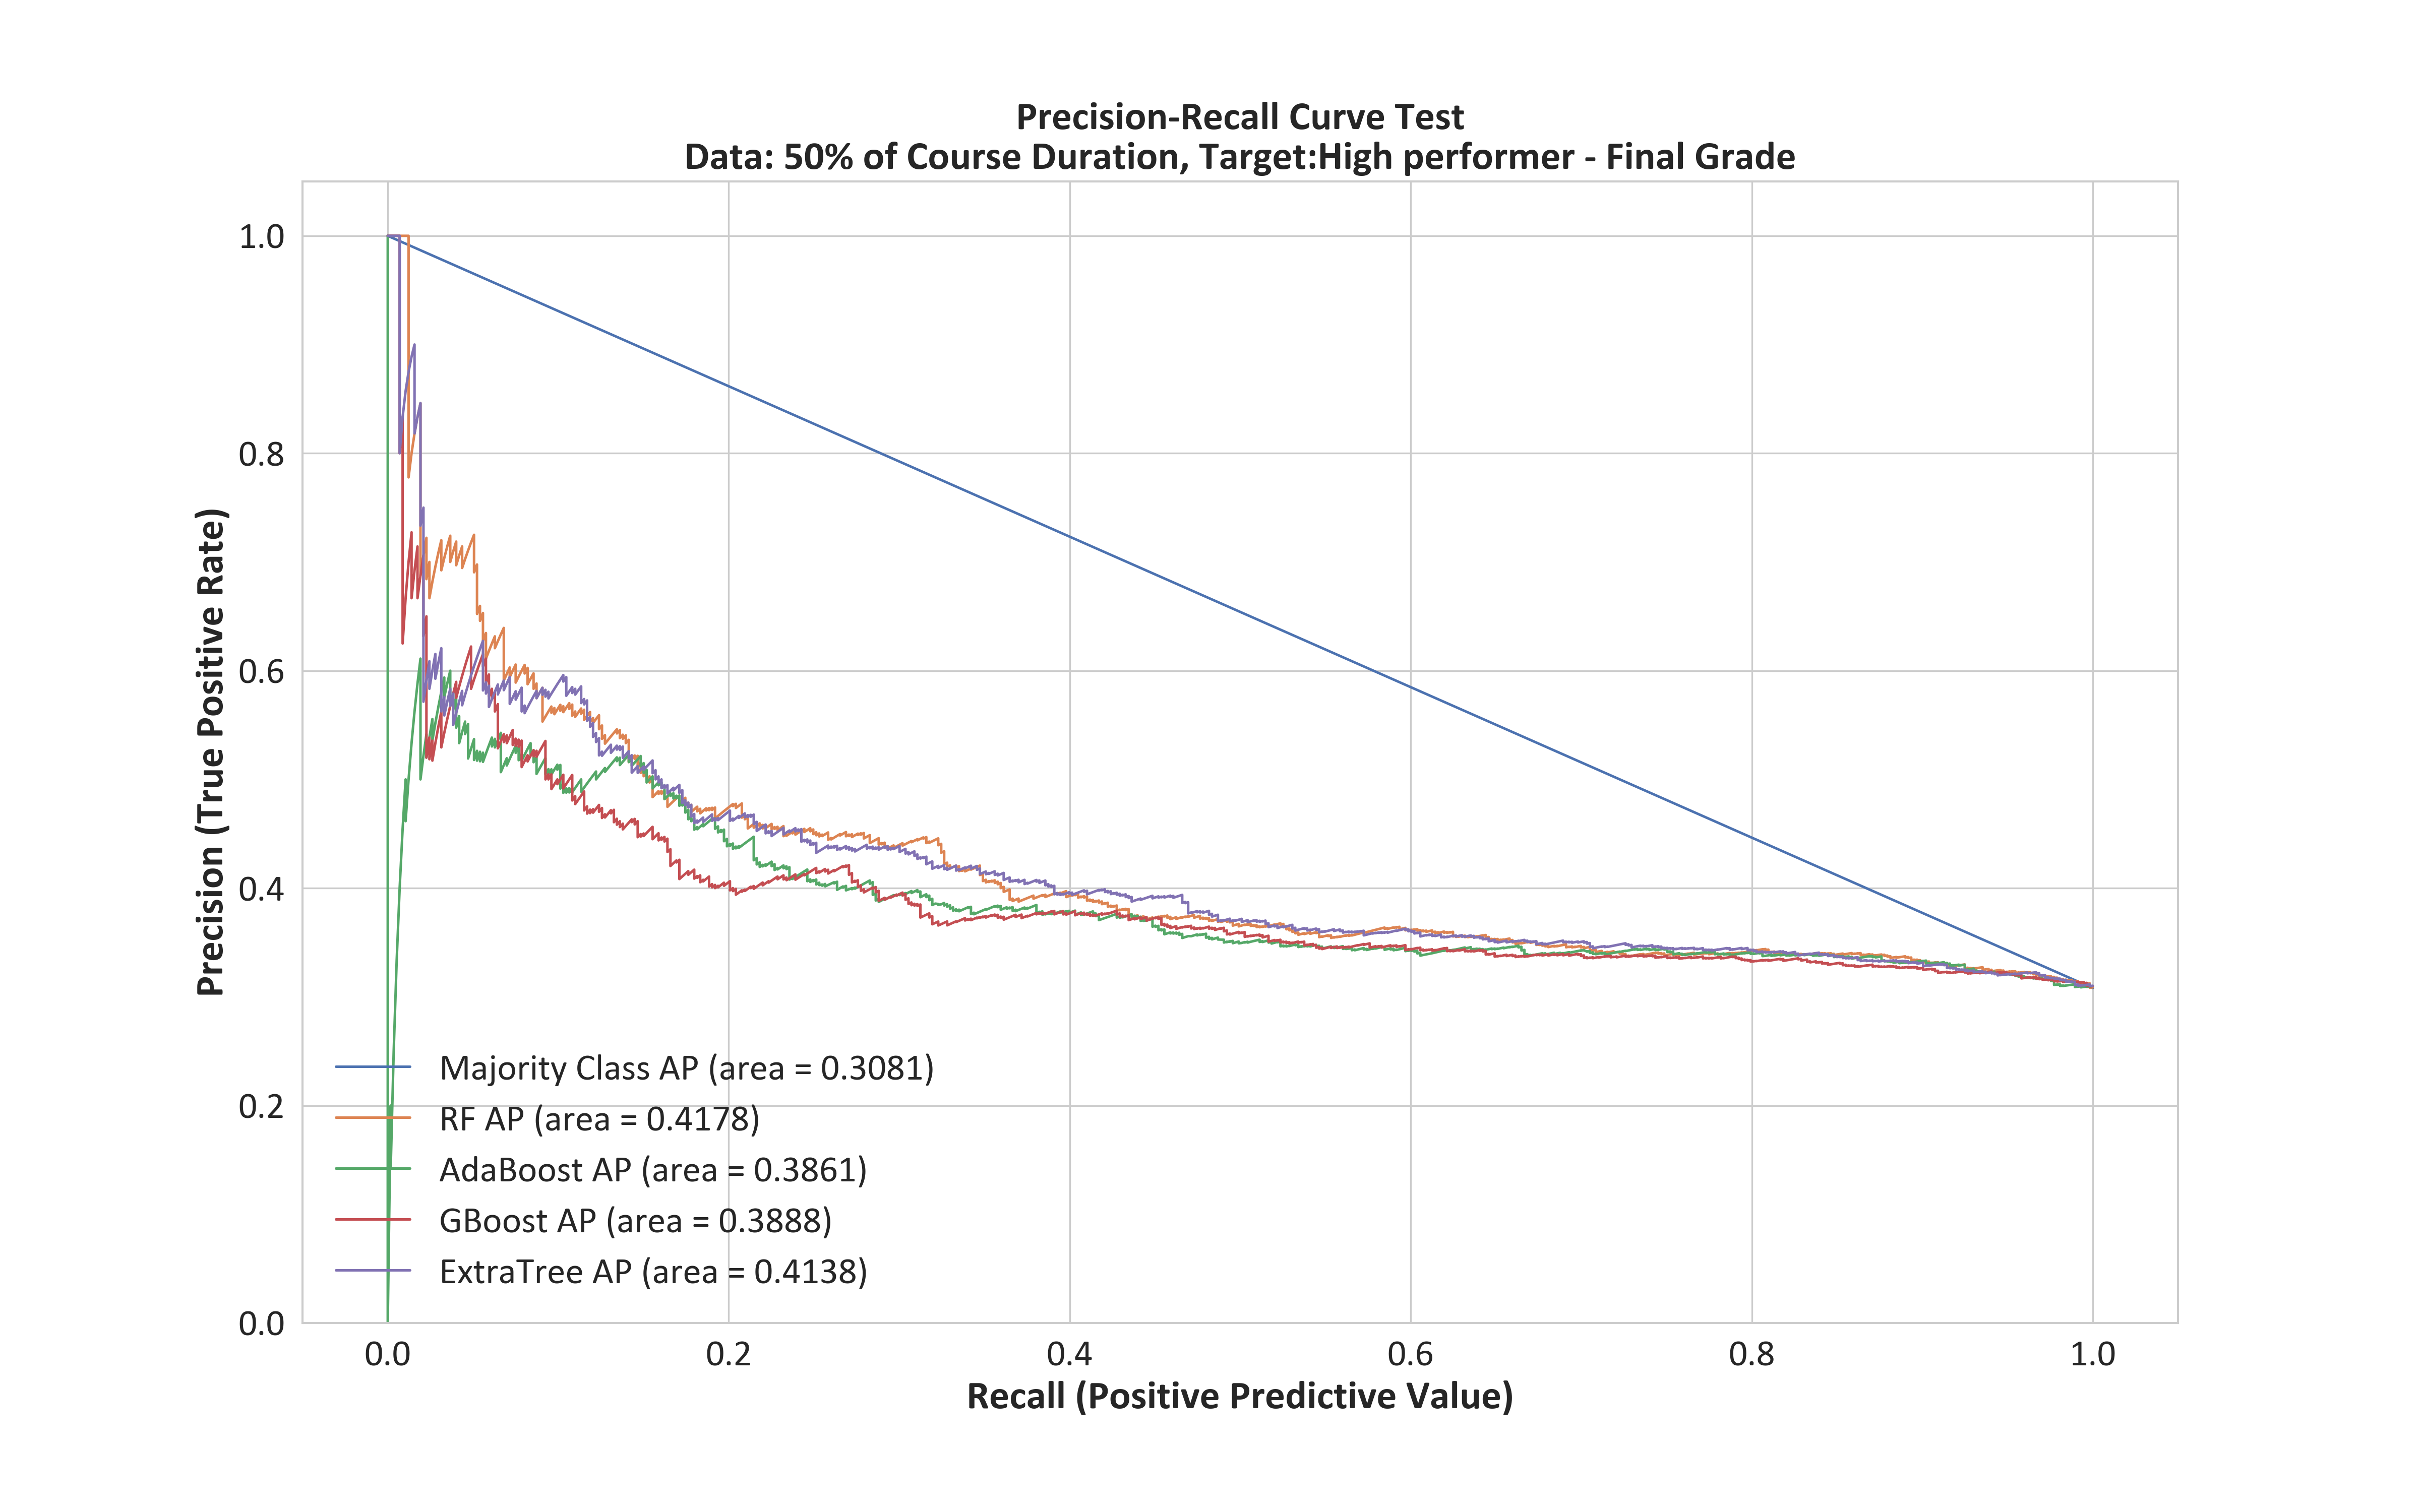 Precision-Recall Curve Test
Data: 50% of Course Duration, Target:High performer - Final Grade
Precision (True Positive Rate)
1.0
0.8
0.6
0.4
0.2
0.0
Majority Class AP (area = 0.3081)
RF AP (area = 0.4178)
AdaBoost AP (area = 0.3861)
GBoost AP (area = 0.3888)
ExtraTree AP (area = 0.4138)
0.0 0.2 0.4 0.6 0.8 1.0
Recall (Positive Predictive Value)